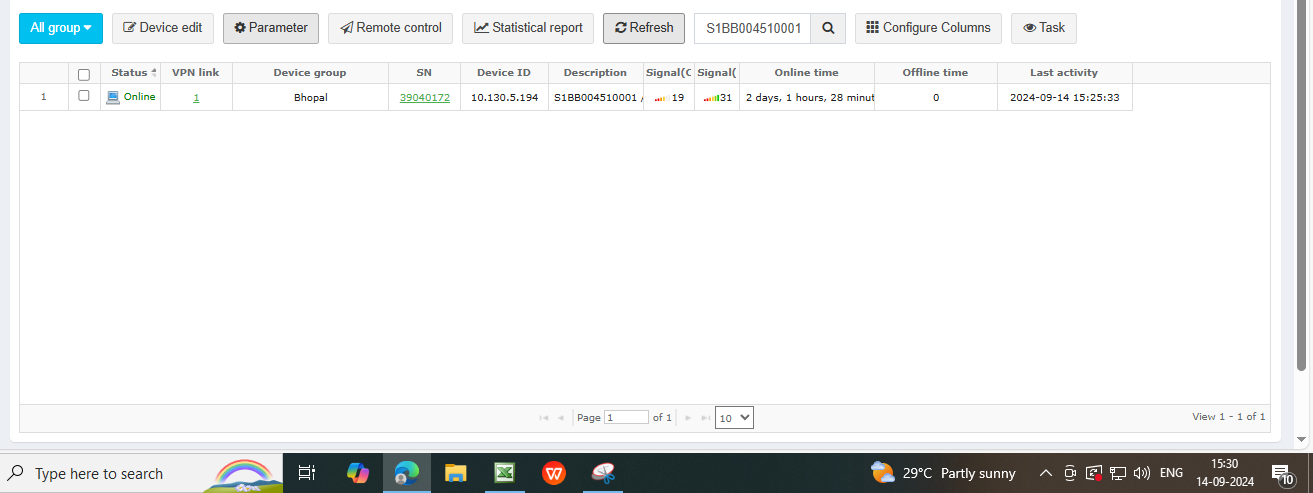 All group Device edit Parameter Remote control Statistical report Refresh S1BB004510001 Configure Columns Task
Status VPN link Device group SN Device ID Description Signal(C Signal( Online time Offline time Last activity
1 Online 1 Bhopal 39040172 10.130.5.194 S1BB004510001 / 19 31 2 days, 1 hours, 28 minut 0 2024-09-14 15:25:33
Page 1 of 1 10 View 1 - 1 of 1
Type here to search 29°C Partly sunny ENG 15:30
14-09-2024 10